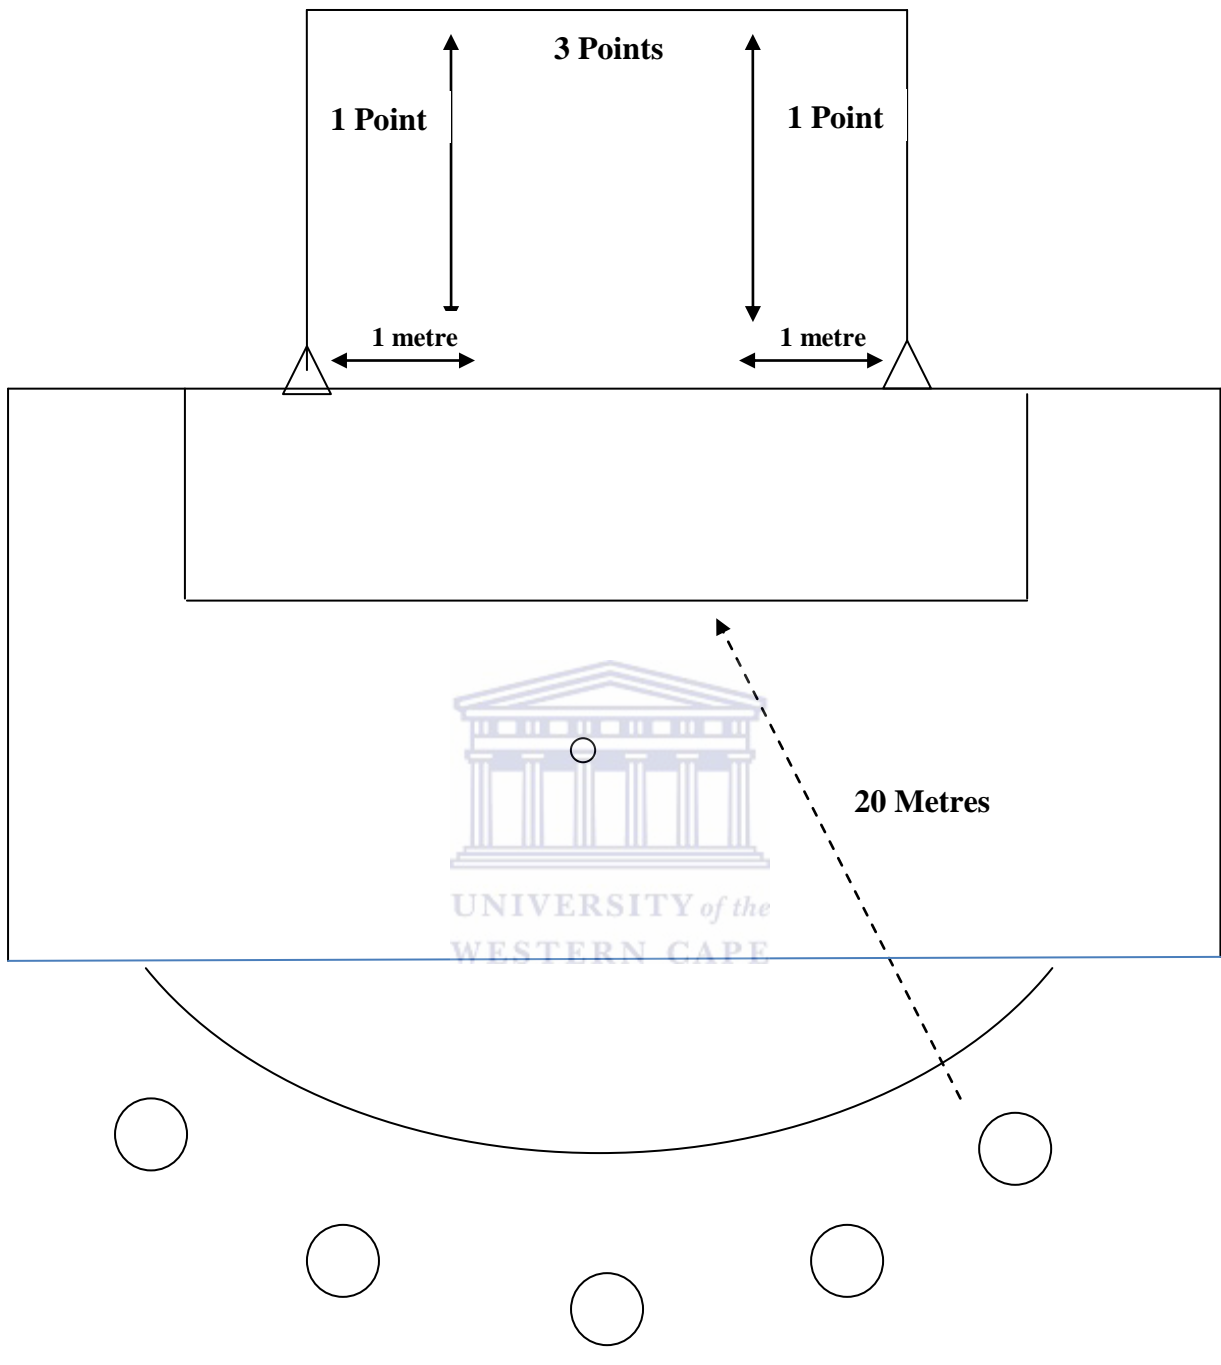 3 Points
1 Point
1 Point
1 metre
1 metre
20 Metres
UNIVERSITY of the
WESTERN CAPE